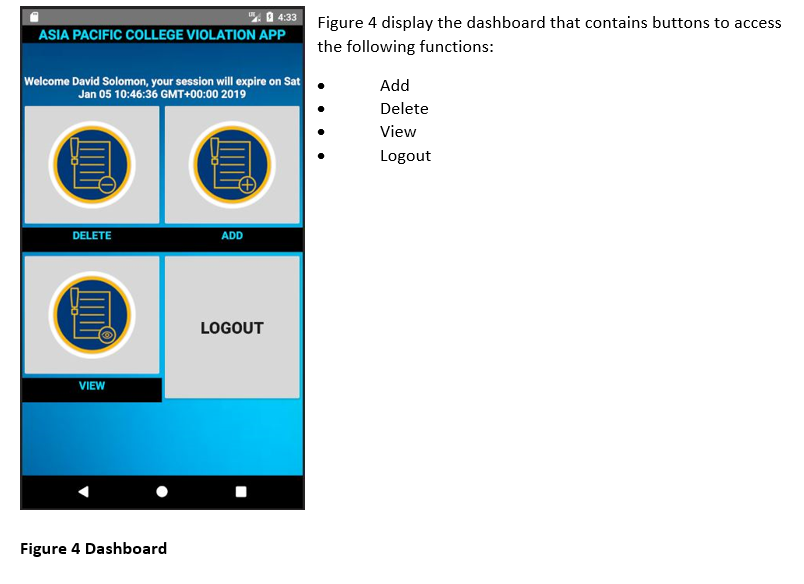 4:33
ASIA PACIFIC COLLEGE VIOLATION APP
Welcome David Solomon, your session will expire on Sat
Jan 05 10:46:36 GMT+00:00 2019
DELETE
ADD
VIEW
LOGOUT
Figure 4 display the dashboard that contains buttons to access
the following functions:
• Add
• Delete
• View
• Logout
Figure 4 Dashboard